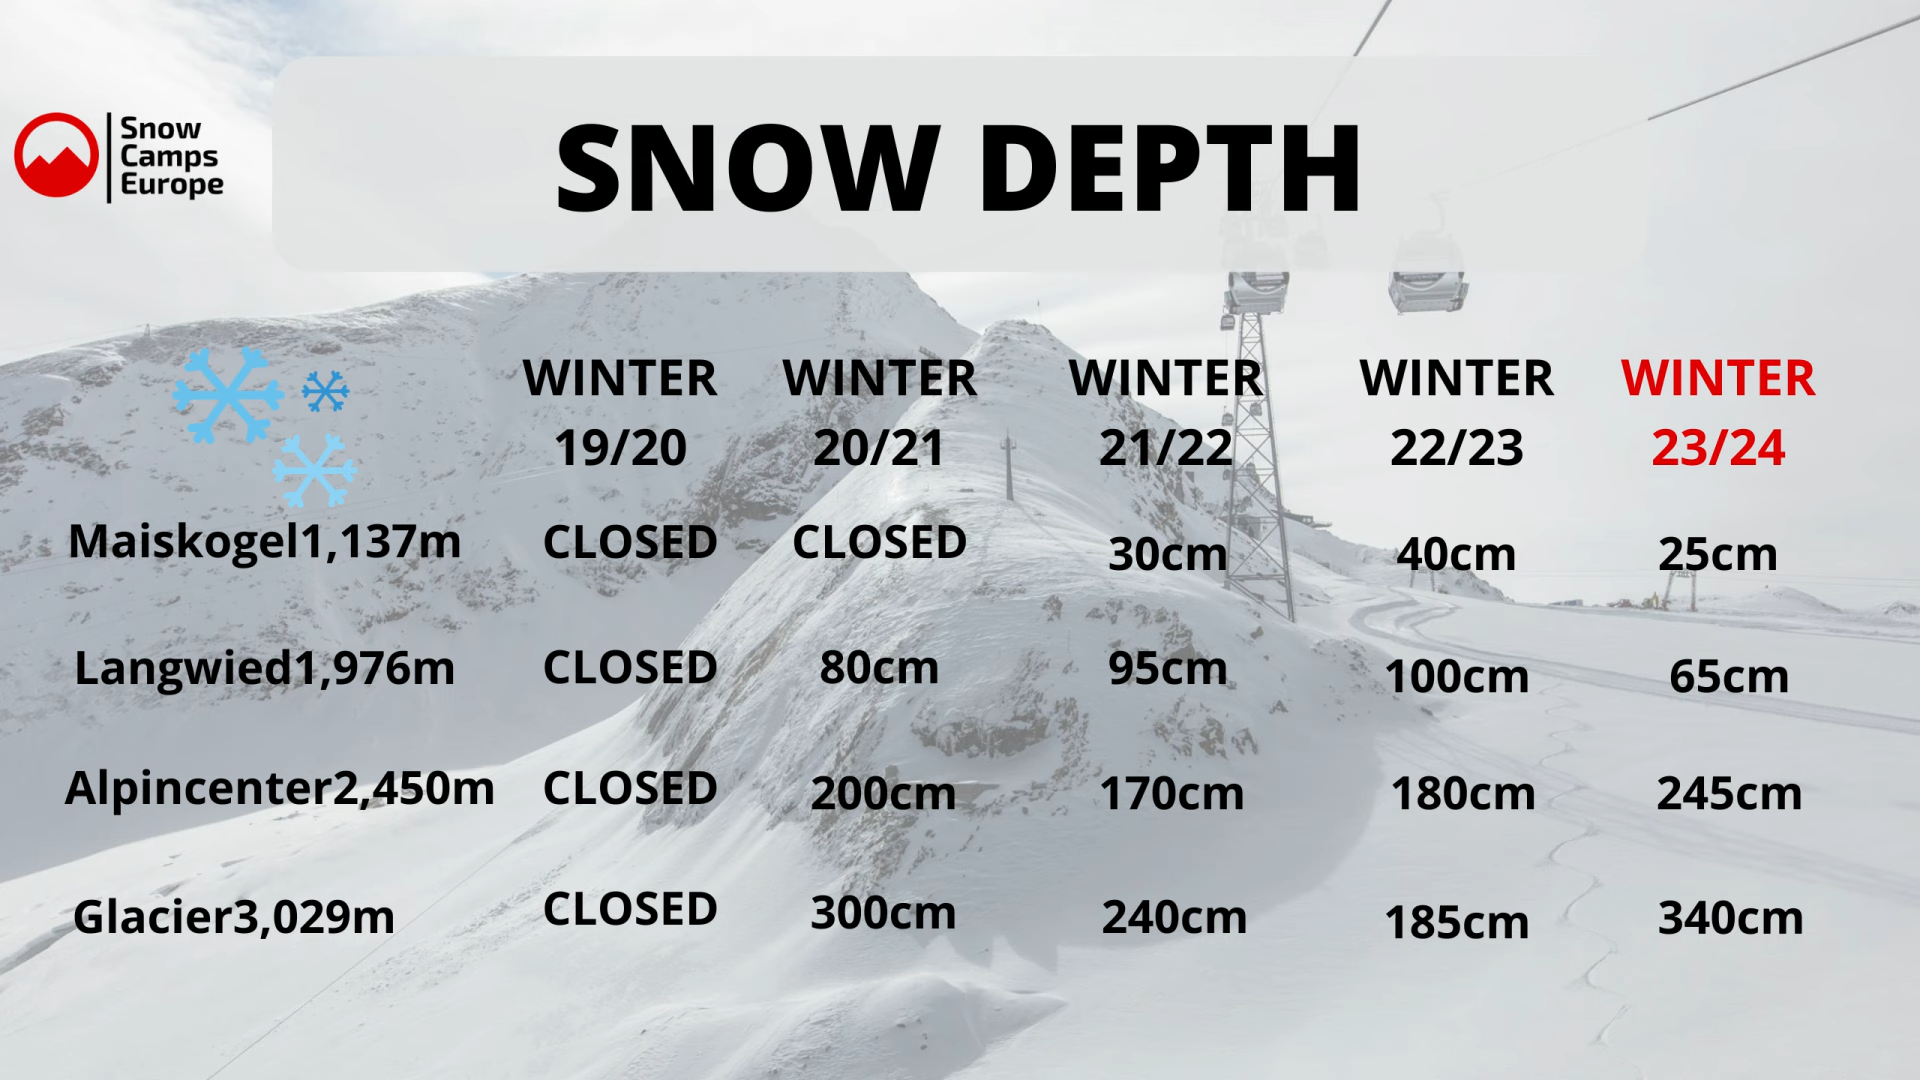 Snow
Camps
Europe
SNOW DEPTH
WINTER 19/20 WINTER 20/21 WINTER 21/22 WINTER 22/23 WINTER 23/24
Maiskogel1,137m CLOSED CLOSED 30cm 40cm 25cm
Langwied1,976m CLOSED 80cm 95cm 100cm 65cm
Alpincenter2,450m CLOSED 200cm 170cm 180cm 245cm
Glacier3,029m CLOSED 300cm 240cm 185cm 340cm